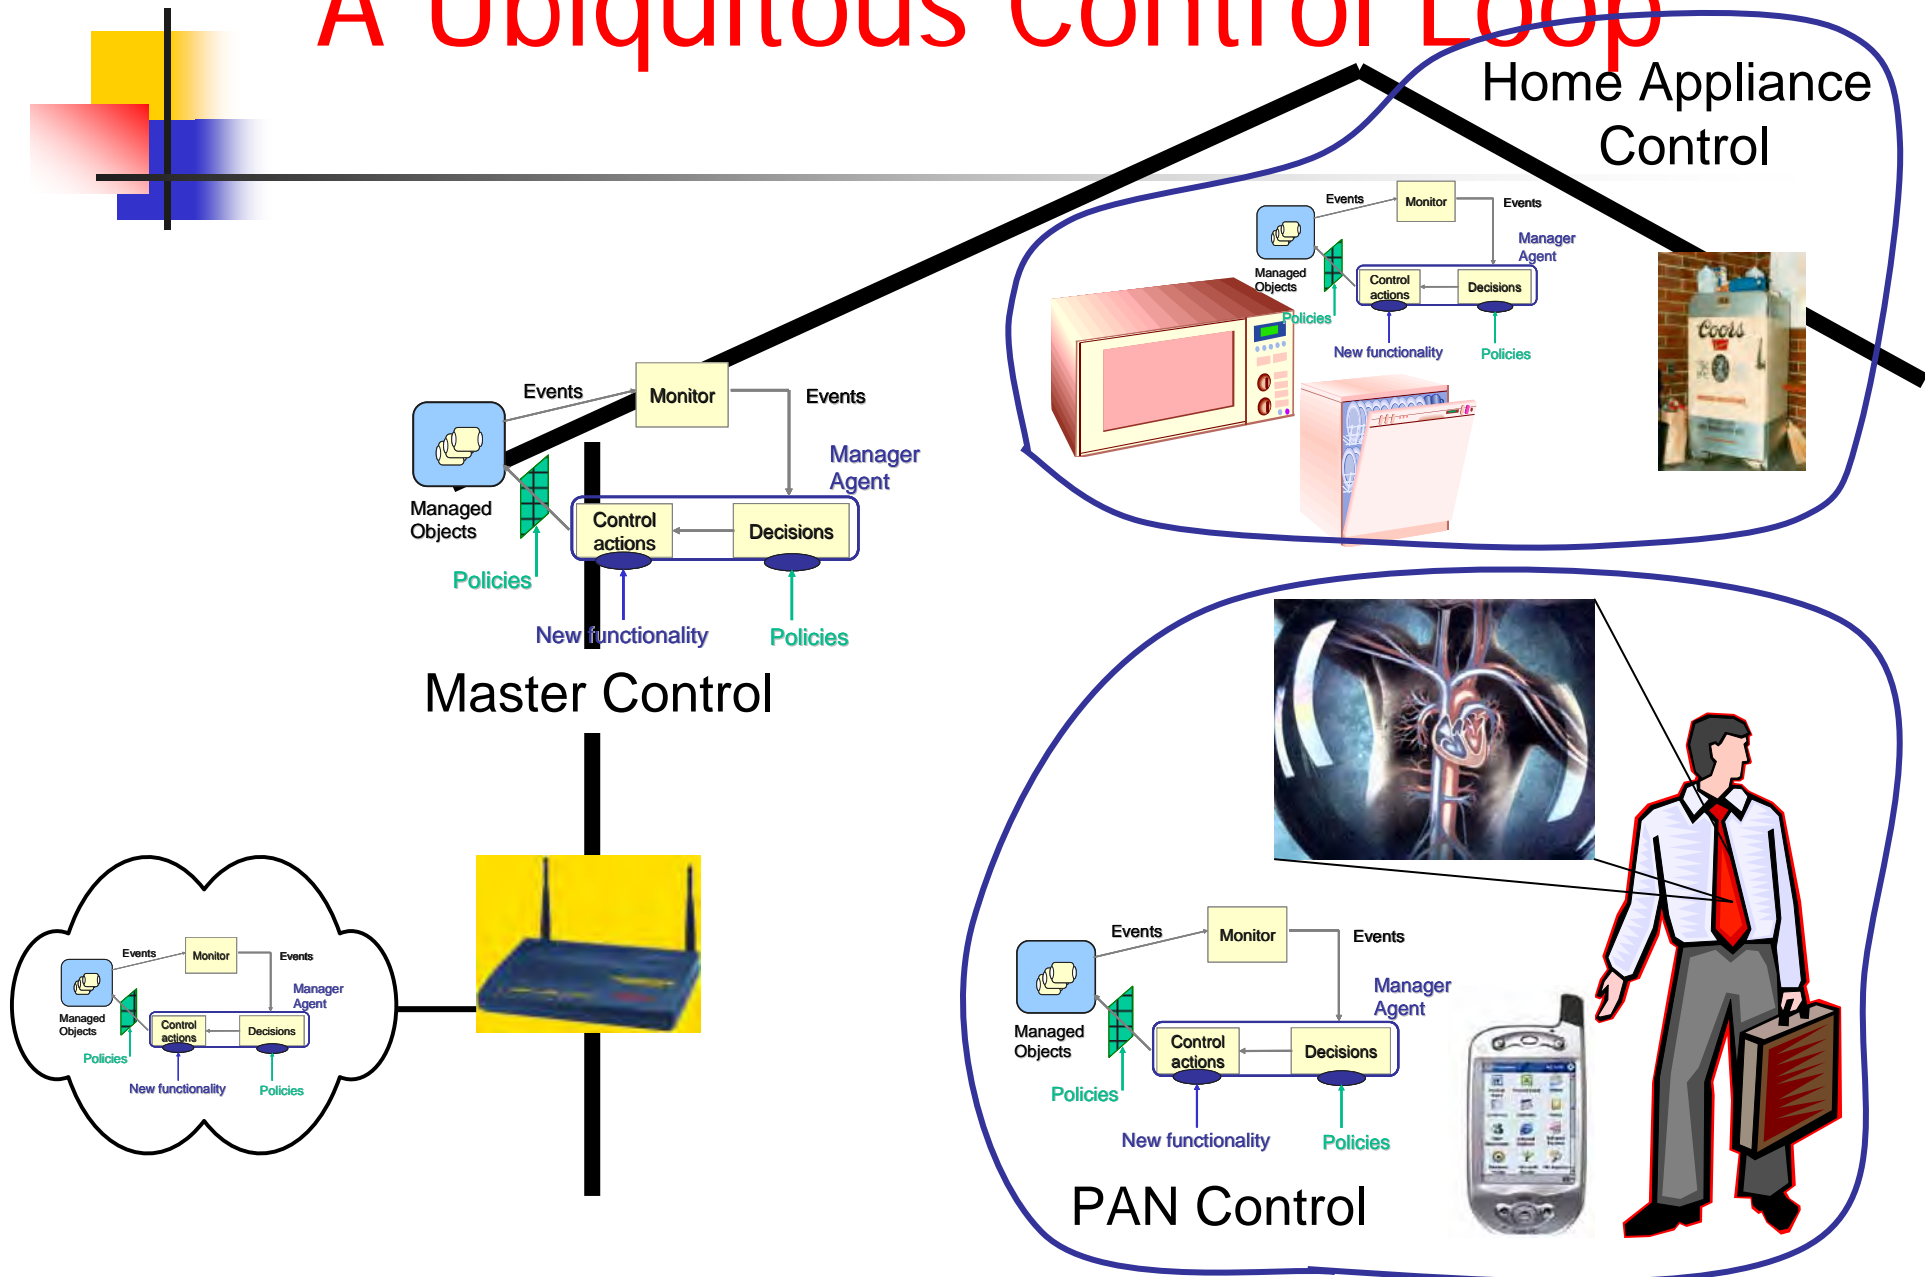 A Ubiquitous Control Loop
Home Appliance
Control
Events
Monitor
Events
Manager
Agent
Managed
Objects
Control
actions
Decisions
Policies
New functionality
Policies
Coors
Events
Monitor
Events
Manager
Agent
Managed
Objects
Control
actions
Decisions
Policies
New functionality
Policies
Master Control
Events
Monitor
Events
Manager
Agent
Managed
Objects
Control
actions
Decisions
Policies
New functionality
Policies
Events
Monitor
Events
Manager
Agent
Managed
Objects
Control
actions
Decisions
Policies
New functionality
Policies
PAN Control